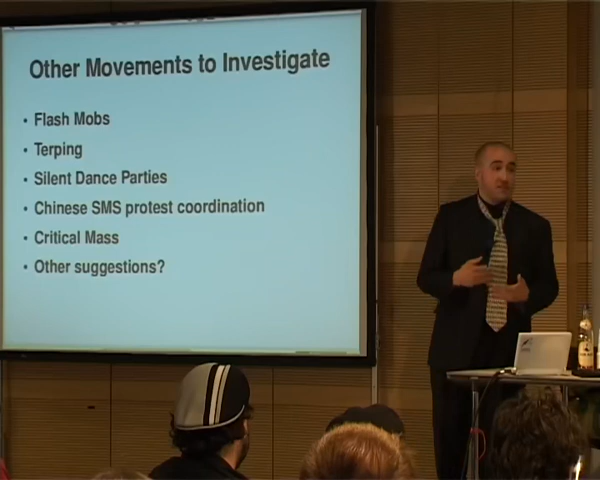 Other Movements to Investigate
• Flash Mobs
• Terping
• Silent Dance Parties
• Chinese SMS protest coordination
• Critical Mass
• Other suggestions?